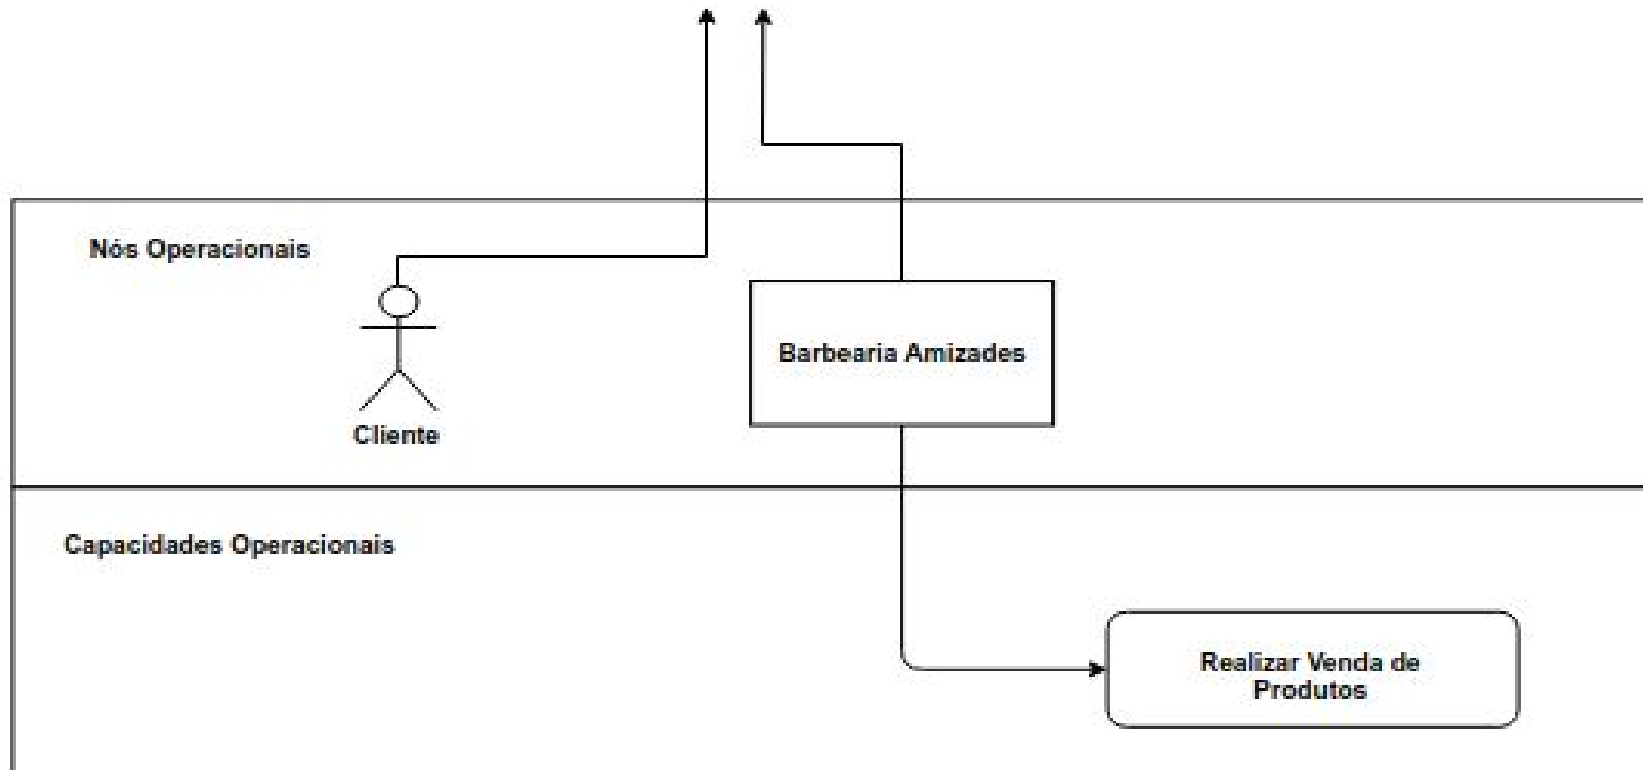 Nós Operacionais
Barbearia Amizades
Cliente
Capacidades Operacionais
Realizar Venda de
Produtos